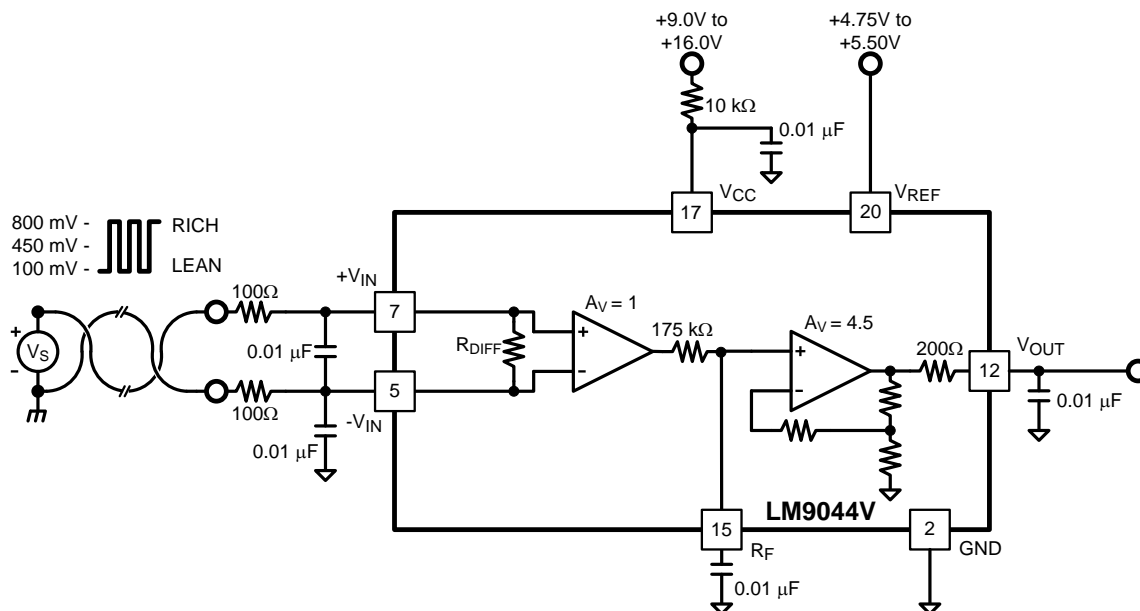 +9.0V to
+16.0V
+4.75V to
+5.50V
10 kΩ
0.01 μF
VCC
VREF
17
20
800 mV -
450 mV -
100 mV -
RICH
LEAN
+VIN
100Ω
7
AV = 1
AV = 4.5
175 kΩ
200Ω
VOUT
+
VS
-
0.01 μF
RDIFF
+
-
+
-
12
0.01 μF
5
100Ω
-VIN
0.01 μF
LM9044V
15
2
RF
GND
0.01 μF